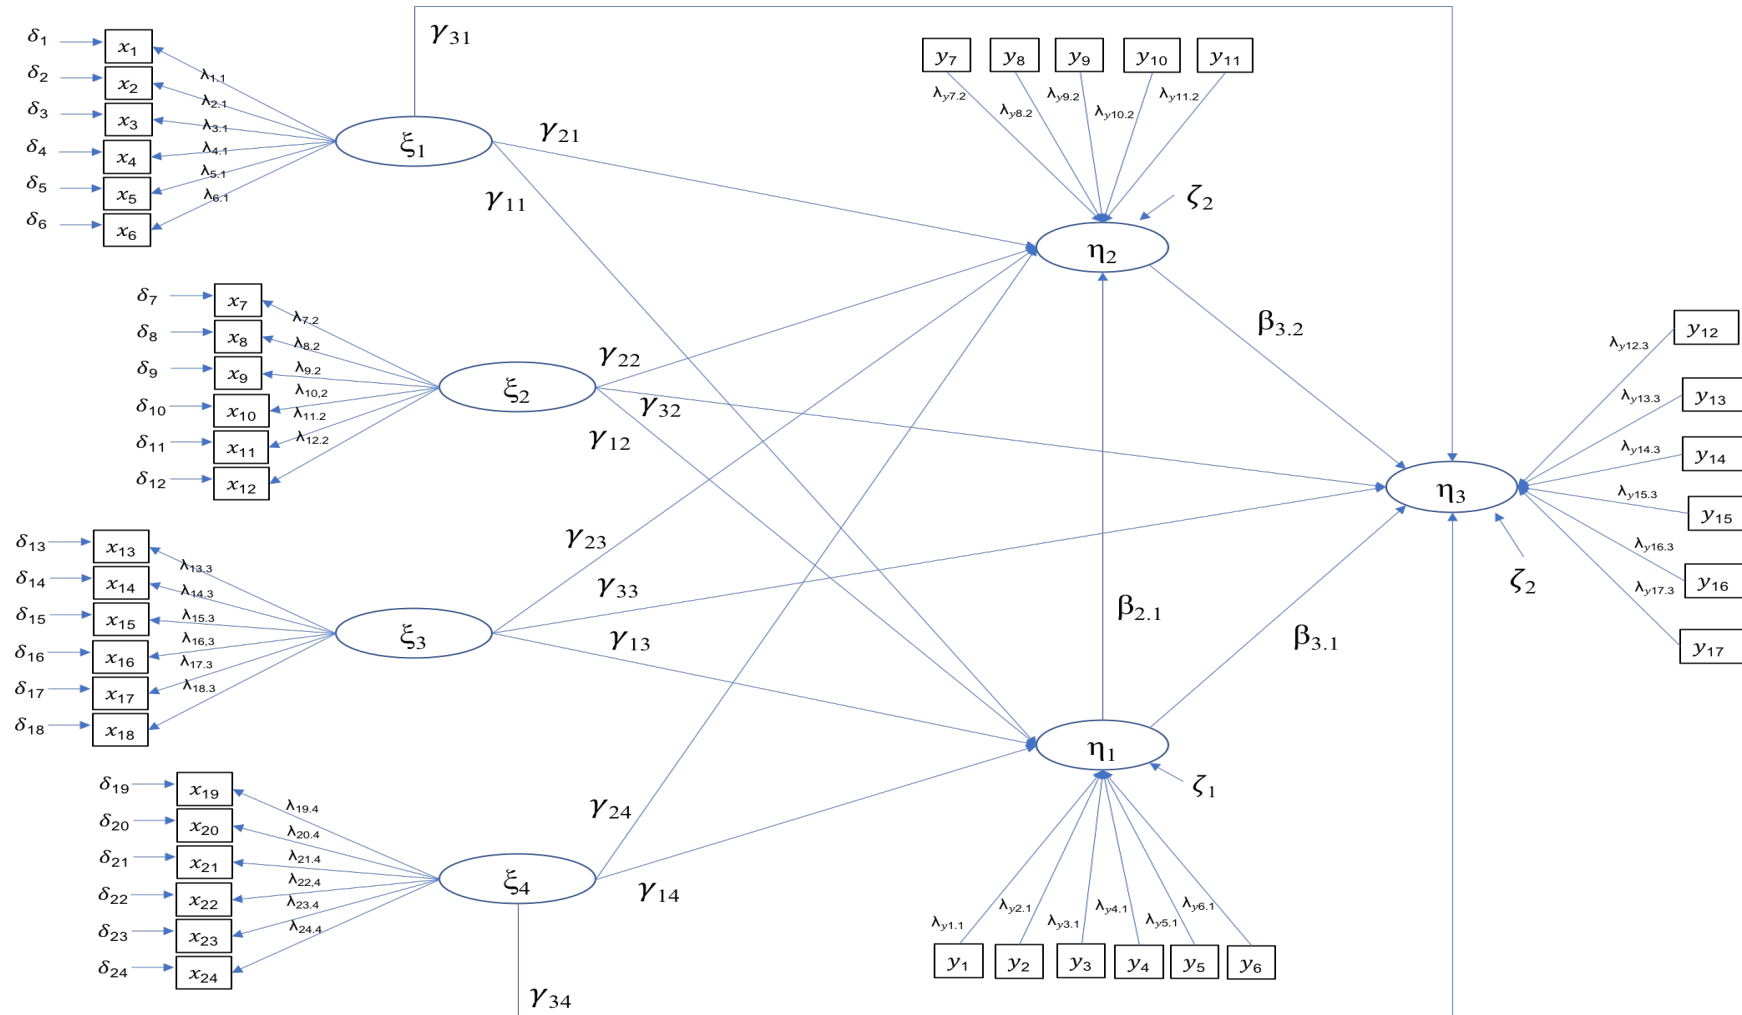 γ₃₁
δ₁ x₁ λ₁.₁
δ₂ x₂ λ₂.₁
δ₃ x₃ λ₃.₁
δ₄ x₄ λ₄.₁
δ₅ x₅ λ₅.₁
δ₆ x₆ λ₆.₁
ξ₁
γ₂₁
γ₁₁
y₇ y₈ y₉ y₁₀ y₁₁
λy7.2 λy8.2 λy9.2 λy10.2 λy11.2
ζ₂
η₂
δ₇ x₇ λ₇.₂
δ₈ x₈ λ₈.₂
δ₉ x₉ λ₉.₂
δ₁₀ x₁₀ λ₁₀,₂
δ₁₁ x₁₁ λ₁₁.₂
δ₁₂ x₁₂ λ₁₂.₂
ξ₂
γ₂₂
γ₃₂
γ₁₂
β₃.₂
y₁₂ λy12.3
y₁₃ λy13.3
y₁₄ λy14.3
y₁₅ λy15.3
y₁₆ λy16.3
y₁₇ λy17.3
η₃
ζ₂
δ₁₃ x₁₃ λ₁₃.₃
δ₁₄ x₁₄ λ₁₄.₃
δ₁₅ x₁₅ λ₁₅.₃
δ₁₆ x₁₆ λ₁₆,₃
δ₁₇ x₁₇ λ₁₇.₃
δ₁₈ x₁₈ λ₁₈.₃
ξ₃
γ₂₃
γ₃₃
γ₁₃
β₂.₁
β₃.₁
η₁
ζ₁
δ₁₉ x₁₉ λ₁₉.₄
δ₂₀ x₂₀ λ₂₀.₄
δ₂₁ x₂₁ λ₂₁.₄
δ₂₂ x₂₂ λ₂₂,₄
δ₂₃ x₂₃ λ₂₃.₄
δ₂₄ x₂₄ λ₂₄.₄
ξ₄
γ₂₄
γ₁₄
γ₃₄
λy1.1 λy2.1 λy3.1 λy4.1 λy5.1 λy6.1
y₁ y₂ y₃ y₄ y₅ y₆